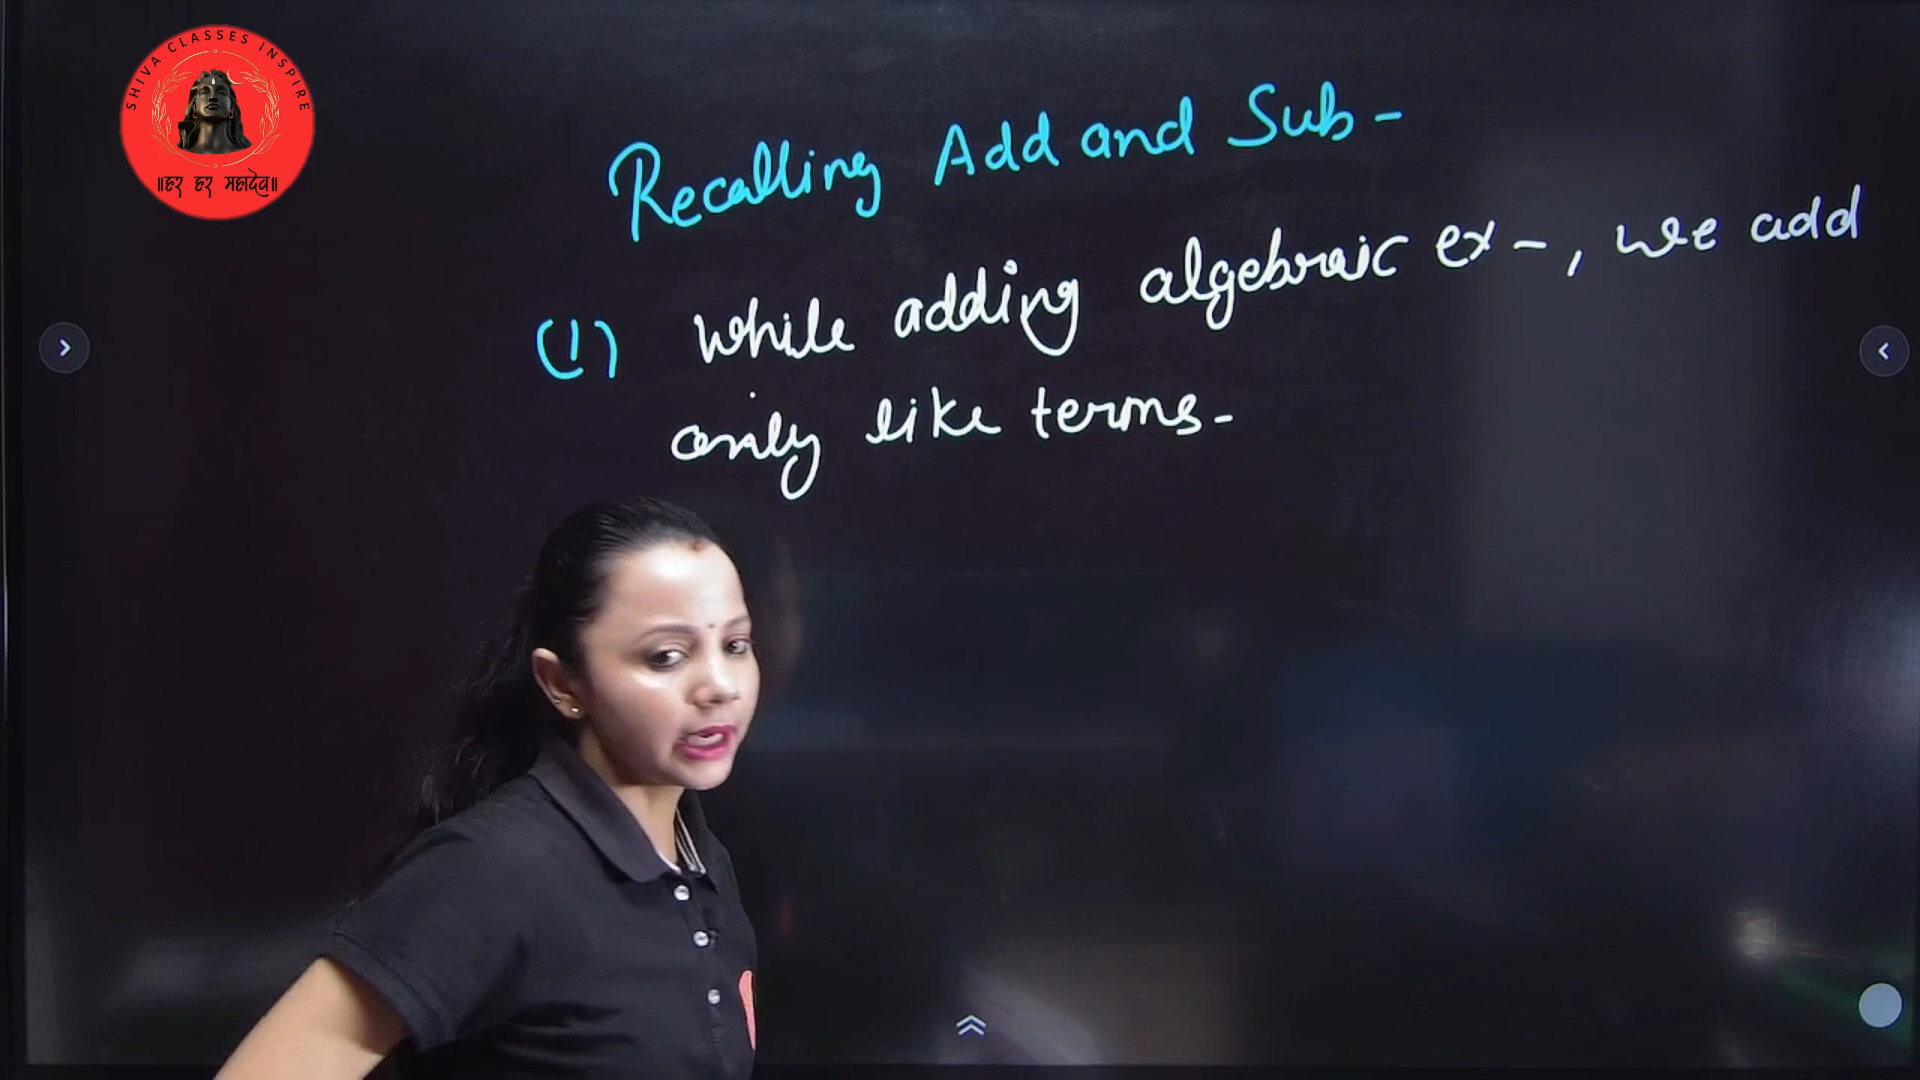 SHIVA CLASSES INSPIRE
॥हर हर महादेव॥
Recalling Add and Sub-
(1) While adding algebraic ex-, we add
only like terms-